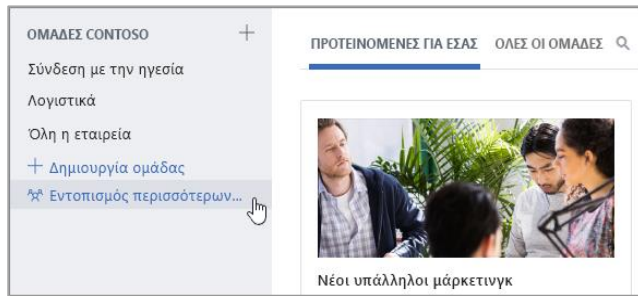 ΟΜΑΔΕΣ CONTOSO
Σύνδεση με την ηγεσία
Λογιστικά
Όλη η εταιρεία
Δημιουργία ομάδας
Εντοπισμός περισσότερων...
ΠΡΟΤΕΙΝΟΜΕΝΕΣ ΓΙΑ ΕΣΑΣ ΟΛΕΣ ΟΙ ΟΜΑΔΕΣ
Νέοι υπάλληλοι μάρκετινγκ